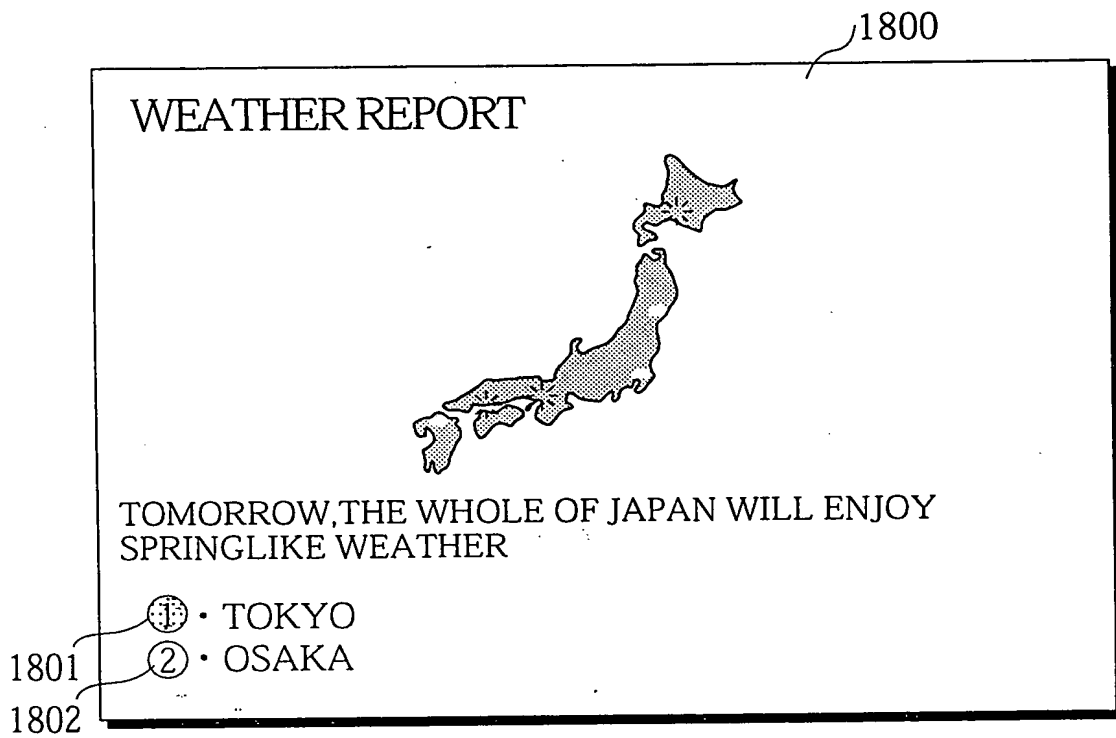 1800
WEATHER REPORT
TOMORROW,THE WHOLE OF JAPAN WILL ENJOY
SPRINGLIKE WEATHER
①・TOKYO
1801
②・OSAKA
1802